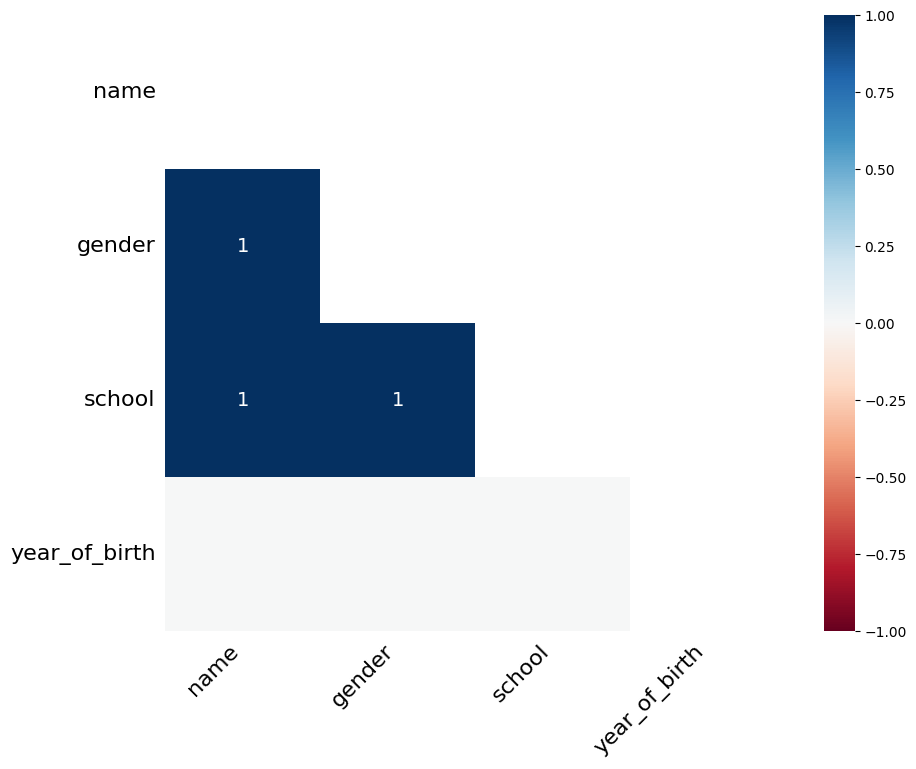 name
gender
school
year_of_birth
1
1 1
name
gender
school
year_of_birth
1.00
0.75
0.50
0.25
0.00
−0.25
−0.50
−0.75
−1.00